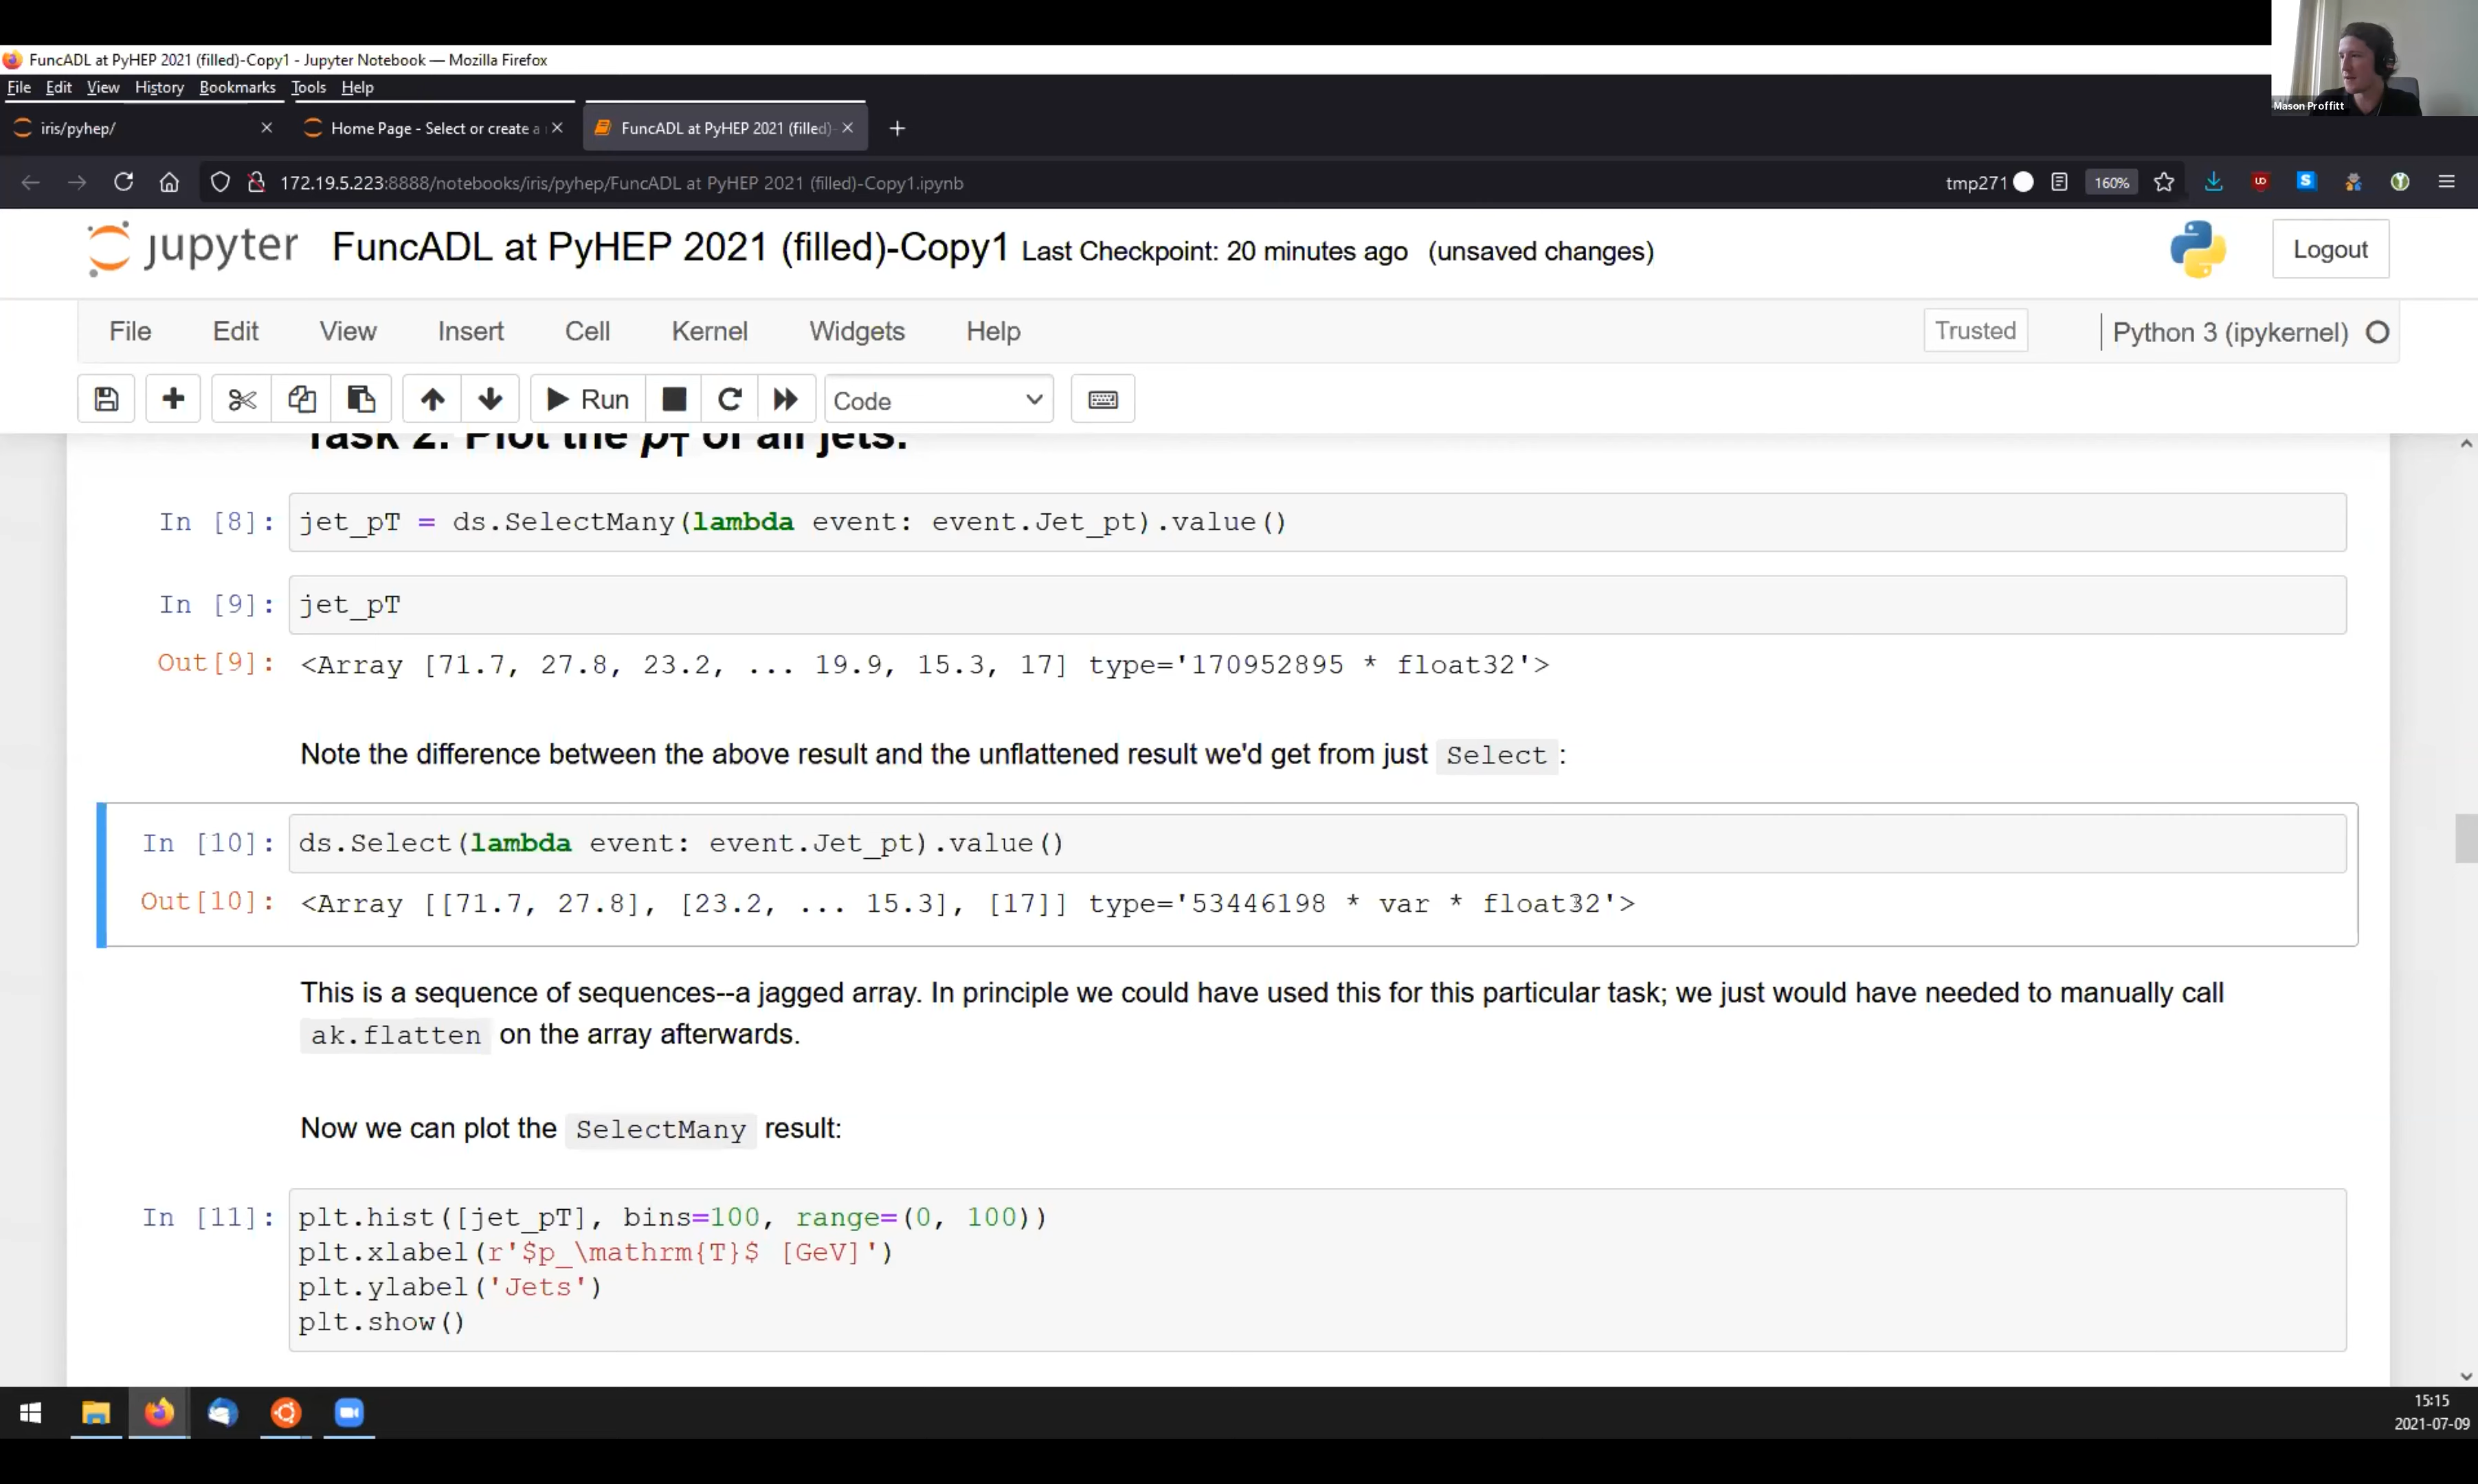 FuncADL at PyHEP 2021 (filled)-Copy1 - Jupyter Notebook — Mozilla Firefox
Mason Proffitt
File Edit View History Bookmarks Tools Help
iris/pyhep/
Home Page - Select or create a
FuncADL at PyHEP 2021 (filled)-
172.19.5.223:8888/notebooks/iris/pyhep/FuncADL at PyHEP 2021 (filled)-Copy1.ipynb
tmp271
160%
jupyter FuncADL at PyHEP 2021 (filled)-Copy1 Last Checkpoint: 20 minutes ago (unsaved changes)
Logout
File Edit View Insert Cell Kernel Widgets Help
Trusted
Python 3 (ipykernel)
Run
Code
Task 2: Plot the pT of all jets.
In [8]: jet_pT = ds.SelectMany(lambda event: event.Jet_pt).value()
In [9]: jet_pT
Out[9]: <Array [71.7, 27.8, 23.2, ... 19.9, 15.3, 17] type='170952895 * float32'>
Note the difference between the above result and the unflattened result we'd get from just Select :
In [10]: ds.Select(lambda event: event.Jet_pt).value()
Out[10]: <Array [[71.7, 27.8], [23.2, ... 15.3], [17]] type='53446198 * var * float32'>
This is a sequence of sequences--a jagged array. In principle we could have used this for this particular task; we just would have needed to manually call
ak.flatten on the array afterwards.
Now we can plot the SelectMany result:
In [11]: plt.hist([jet_pT], bins=100, range=(0, 100))
plt.xlabel(r'$p_\mathrm{T}$ [GeV]')
plt.ylabel('Jets')
plt.show()
15:15
2021-07-09